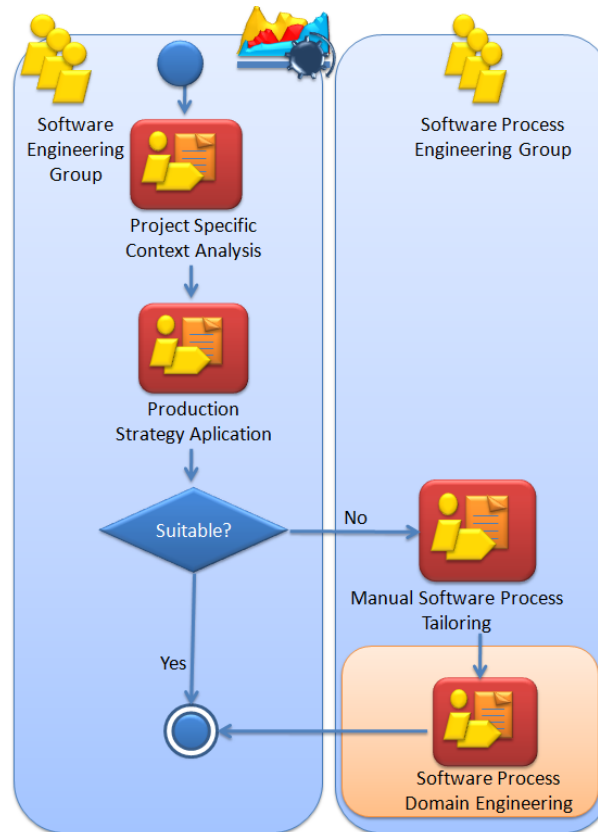 Software
Engineering
Group
Software Process
Engineering Group
Project Specific
Context Analysis
Production
Strategy Aplication
Suitable?
No
Manual Software Process
Tailoring
Yes
Software Process
Domain Engineering